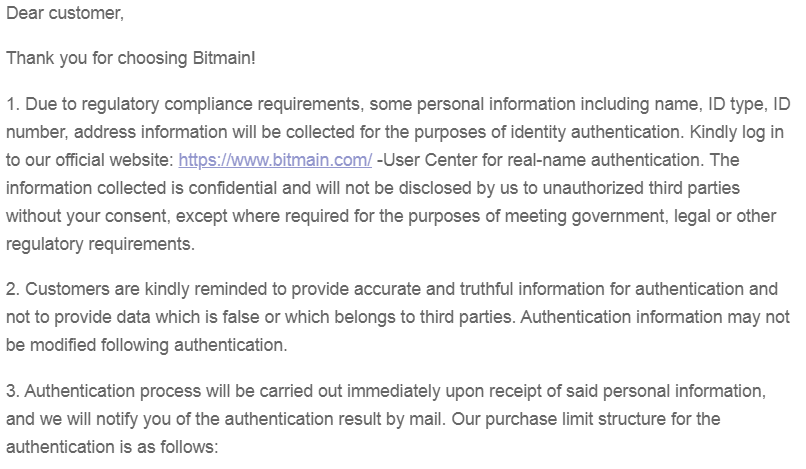 Dear customer,
Thank you for choosing Bitmain!
1. Due to regulatory compliance requirements, some personal information including name, ID type, ID
number, address information will be collected for the purposes of identity authentication. Kindly log in
to our official website: https://www.bitmain.com/ -User Center for real-name authentication. The
information collected is confidential and will not be disclosed by us to unauthorized third parties
without your consent, except where required for the purposes of meeting government, legal or other
regulatory requirements.
2. Customers are kindly reminded to provide accurate and truthful information for authentication and
not to provide data which is false or which belongs to third parties. Authentication information may not
be modified following authentication.
3. Authentication process will be carried out immediately upon receipt of said personal information,
and we will notify you of the authentication result by mail. Our purchase limit structure for the
authentication is as follows: